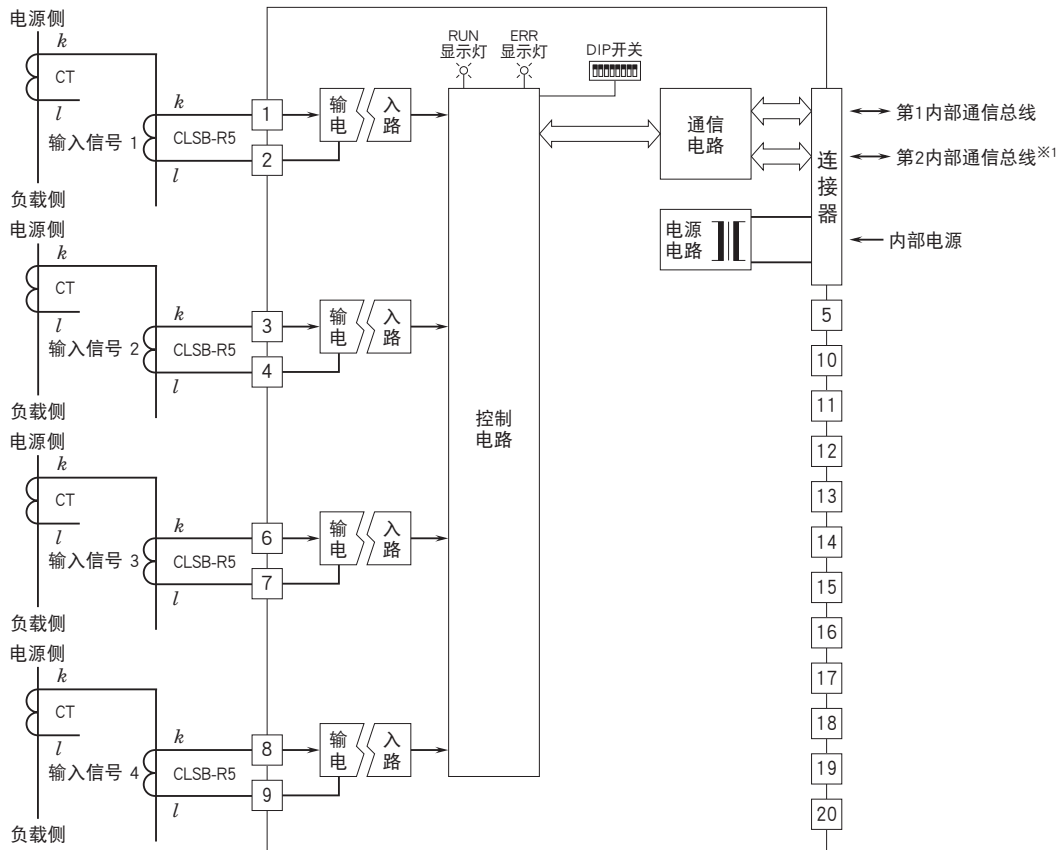 电源侧
k
CT
l
输入信号 1
负载侧
k
CLSB-R5
l
1
2
输 入
电 路
电源侧
k
CT
l
输入信号 2
负载侧
k
CLSB-R5
l
3
4
输 入
电 路
电源侧
k
CT
l
输入信号 3
负载侧
k
CLSB-R5
l
6
7
输 入
电 路
电源侧
k
CT
l
输入信号 4
负载侧
k
CLSB-R5
l
8
9
输 入
电 路
RUN
显示灯
ERR
显示灯
DIP开关
控制
电路
通信
电路
电源
电路
连接器
第1内部通信总线
第2内部通信总线※1
内部电源
5
10
11
12
13
14
15
16
17
18
19
20